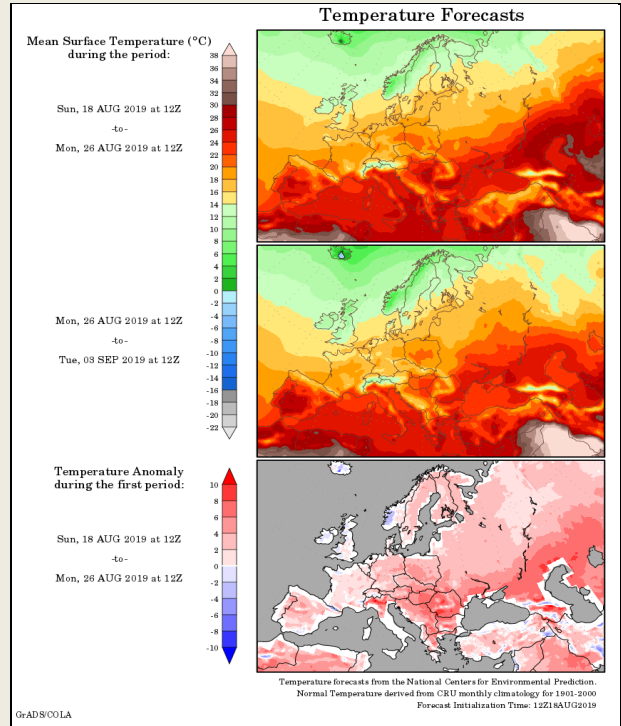 Temperature Forecasts
Mean Surface Temperature (°C)
during the period:
Sun, 18 AUG 2019 at 12Z
-to-
Mon, 26 AUG 2019 at 12Z
38
36
34
32
30
28
26
24
22
20
18
16
14
12
10
8
6
4
2
0
-2
-4
-6
-8
-10
-12
-14
-16
-18
-20
-22
Mon, 26 AUG 2019 at 12Z
-to-
Tue, 03 SEP 2019 at 12Z
Temperature Anomaly
during the first period:
Sun, 18 AUG 2019 at 12Z
-to-
Mon, 26 AUG 2019 at 12Z
10
8
6
4
2
0
-2
-4
-6
-8
-10
Temperature forecasts from the National Centers for Environmental Prediction.
Normal Temperature derived from CRU monthly climatology for 1901-2000
Forecast Initialization Time: 12Z18AUG2019
GrADS/COLA